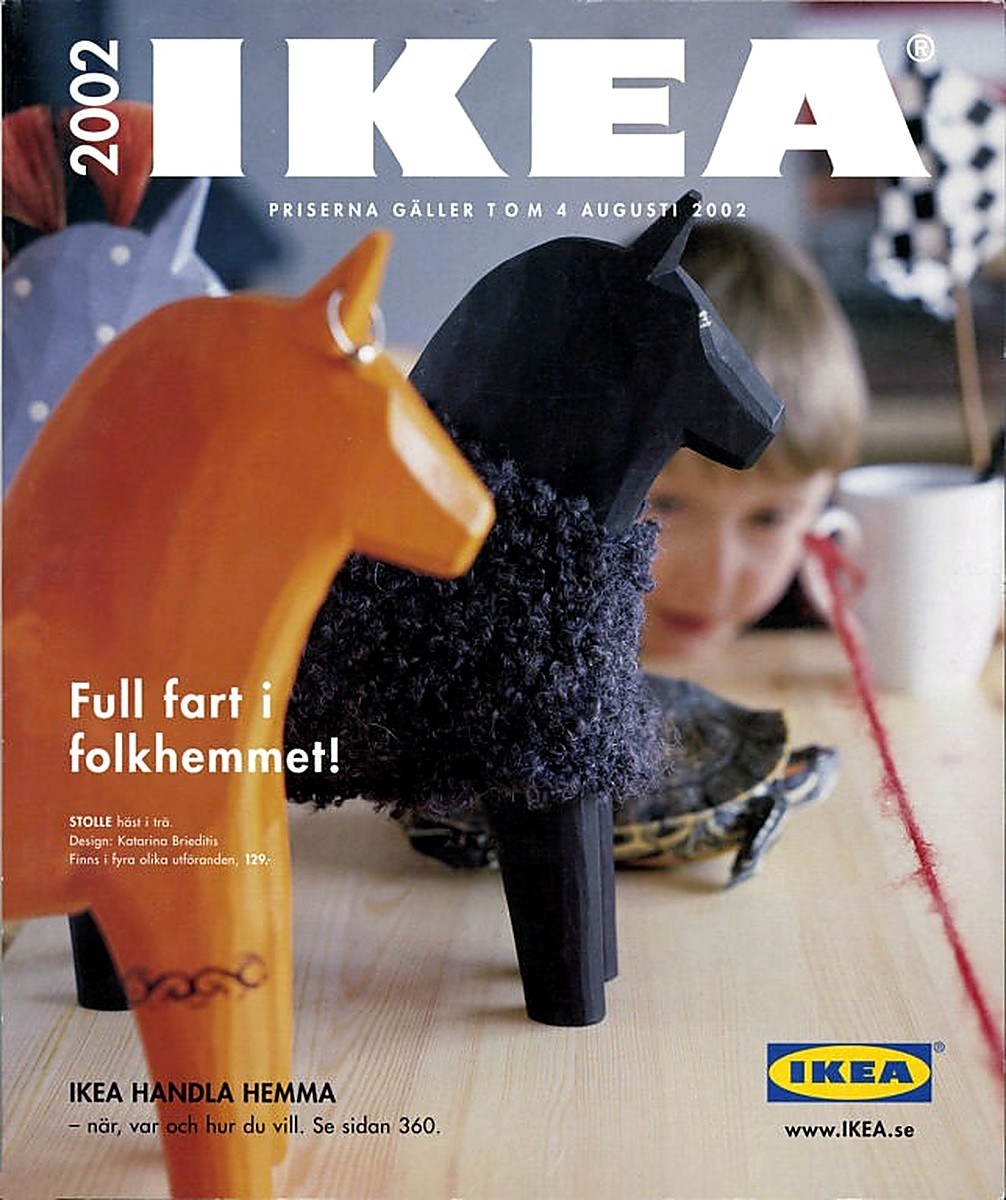 2002
IKEA®
PRISERNA GÄLLER T O M 4 AUGUSTI 2002
Full fart i
folkhemmet!
STOLLE häst i trä.
Design: Katarina Brieditis
Finns i fyra olika utföranden, 129:-
IKEA HANDLA HEMMA
– när, var och hur du vill. Se sidan 360.
IKEA®
www.IKEA.se